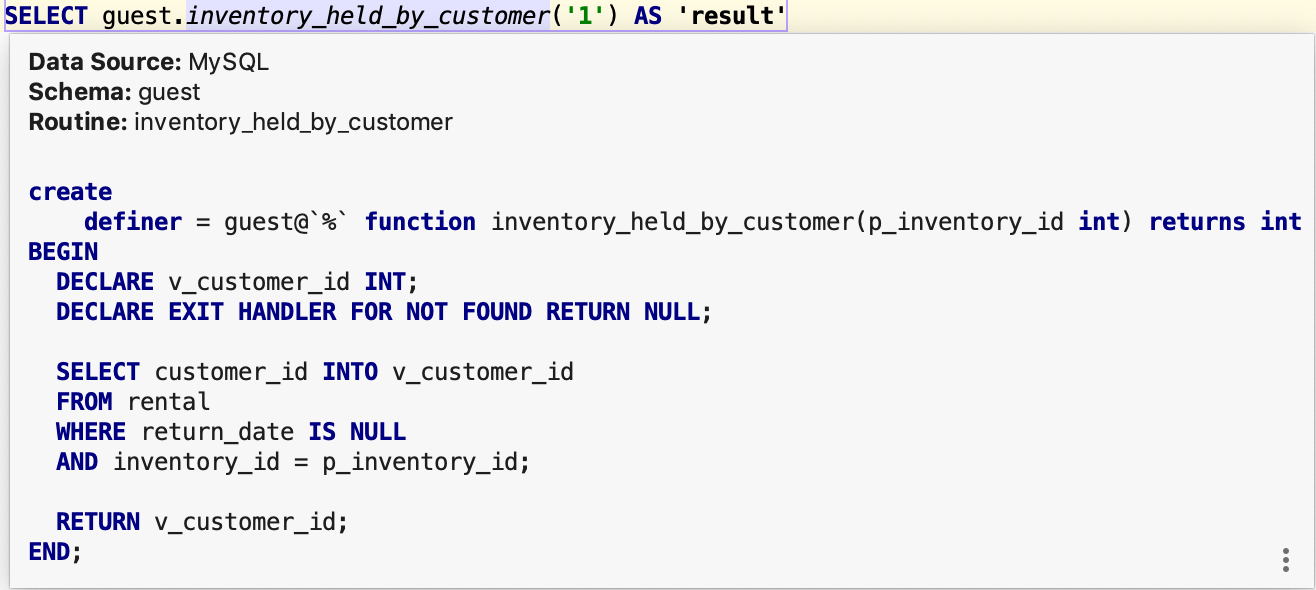 SELECT guest.inventory_held_by_customer('1') AS 'result'
Data Source: MySQL
Schema: guest
Routine: inventory_held_by_customer
create
    definer = guest@`%` function inventory_held_by_customer(p_inventory_id int) returns int
BEGIN
  DECLARE v_customer_id INT;
  DECLARE EXIT HANDLER FOR NOT FOUND RETURN NULL;
  SELECT customer_id INTO v_customer_id
  FROM rental
  WHERE return_date IS NULL
  AND inventory_id = p_inventory_id;
  RETURN v_customer_id;
END;